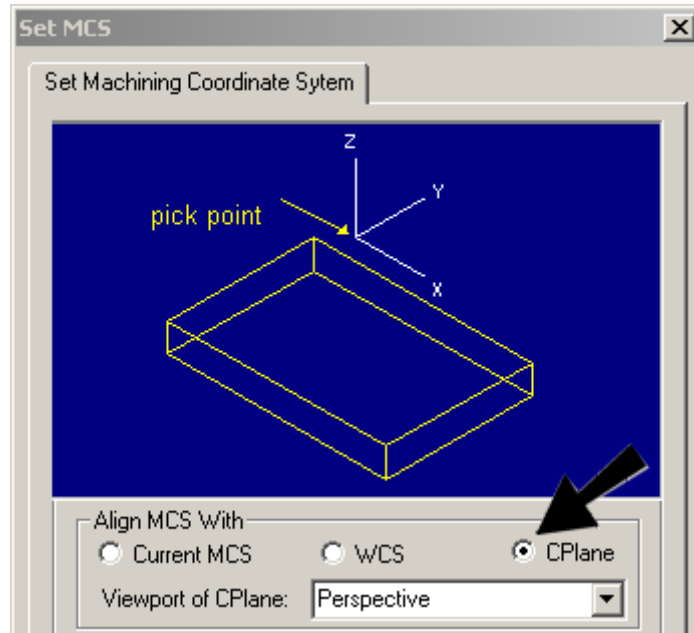 Set MCS
Set Machining Coordinate Sytem
Z
Y
pick point
X
Align MCS With
Current MCS WCS CPlane
Viewport of CPlane: Perspective